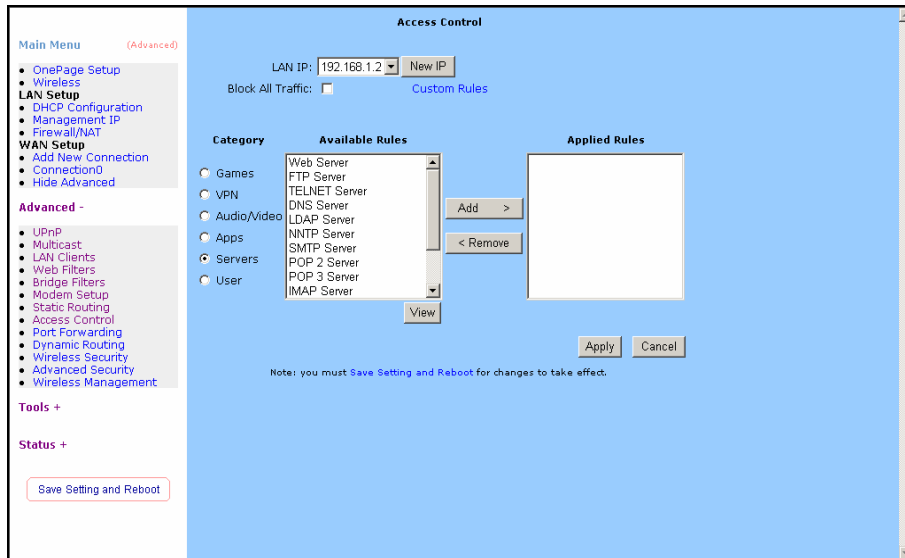 Access Control
Main Menu (Advanced)
OnePage Setup
Wireless
LAN Setup
DHCP Configuration
Management IP
Firewall/NAT
WAN Setup
Add New Connection
Connection0
Hide Advanced
Advanced -
UPnP
Multicast
LAN Clients
Web Filters
Bridge Filters
Modem Setup
Static Routing
Access Control
Port Forwarding
Dynamic Routing
Wireless Security
Advanced Security
Wireless Management
Tools +
Status +
Save Setting and Reboot
LAN IP: 192.168.1.2 New IP
Block All Traffic: Custom Rules
Category Available Rules Applied Rules
Games
VPN
Audio/Video
Apps
Servers
User
Web Server
FTP Server
TELNET Server
DNS Server
LDAP Server
NNTP Server
SMTP Server
POP 2 Server
POP 3 Server
IMAP Server
Add >
< Remove
View
Apply Cancel
Note: you must Save Setting and Reboot for changes to take effect.